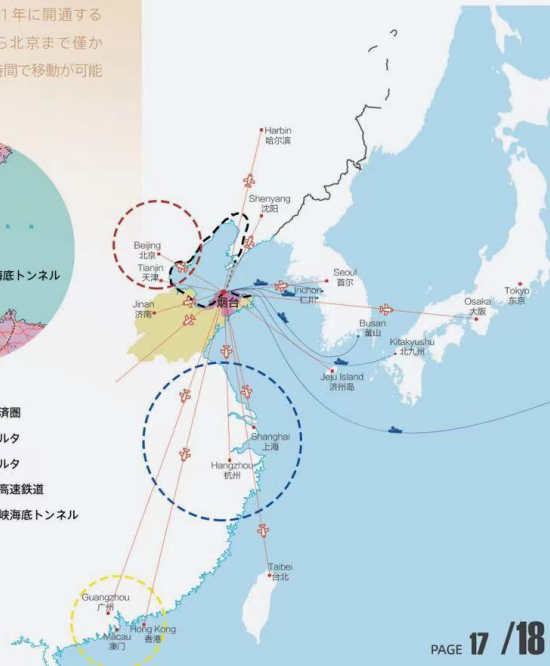 1年に開通する
ら北京まで僅か
時間で移動が可能
海底トンネル
済圏
ルタ
ルタ
高速鉄道
峡海底トンネル
Harbin
哈尔滨
Shenyang
沈阳
Beijing
北京
Tianjin
天津
Jinan
济南
烟台
Seoul
首尔
Inchon
仁川
Busan
釜山
Kitakyushu
北九州
Osaka
大阪
Tokyo
东京
Jeju Island
济州岛
Shanghai
上海
Hangzhou
杭州
Taibei
台北
Guangzhou
广州
Macau
澳门
Hong Kong
香港
PAGE 17 /18